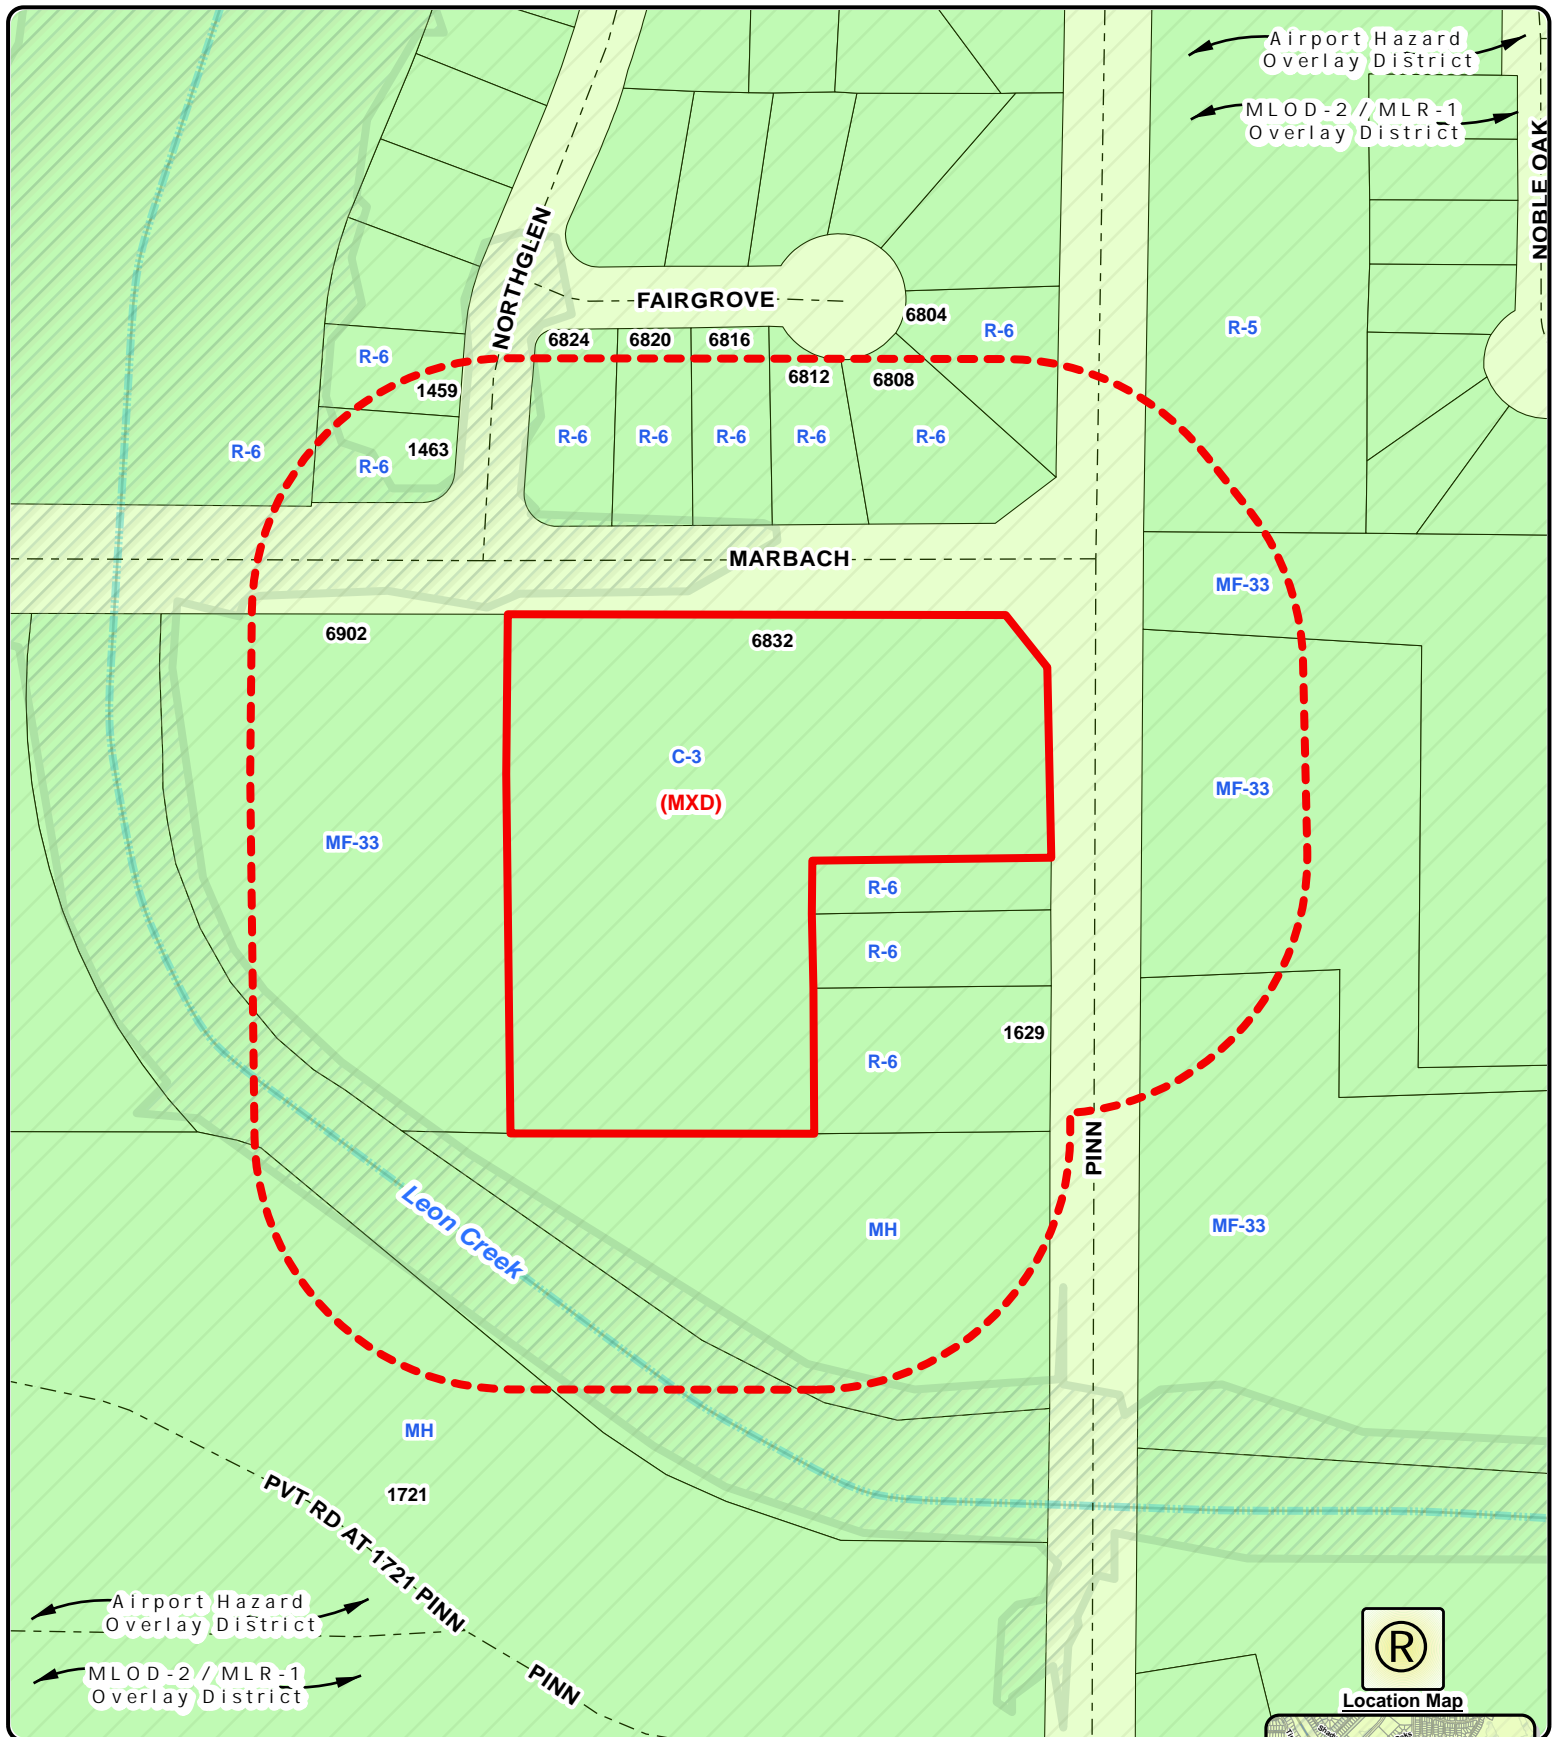 Airport Hazard
Overlay District
MLOD-2 / MLR-1
Overlay District
NOBLE OAK
NORTHGLEN
FAIRGROVE
6804
R-6
R-5
6824
6820
6816
R-6
1459
6812
6808
R-6
R-6
1463
R-6
R-6
R-6
R-6
R-6
MARBACH
MF-33
6902
6832
C-3
(MXD)
MF-33
MF-33
R-6
R-6
1629
R-6
PINN
Leon Creek
MH
MF-33
MH
1721
PVT RD AT 1721 PINN
Airport Hazard
Overlay District
MLOD-2 / MLR-1
Overlay District
PINN
R
Location Map